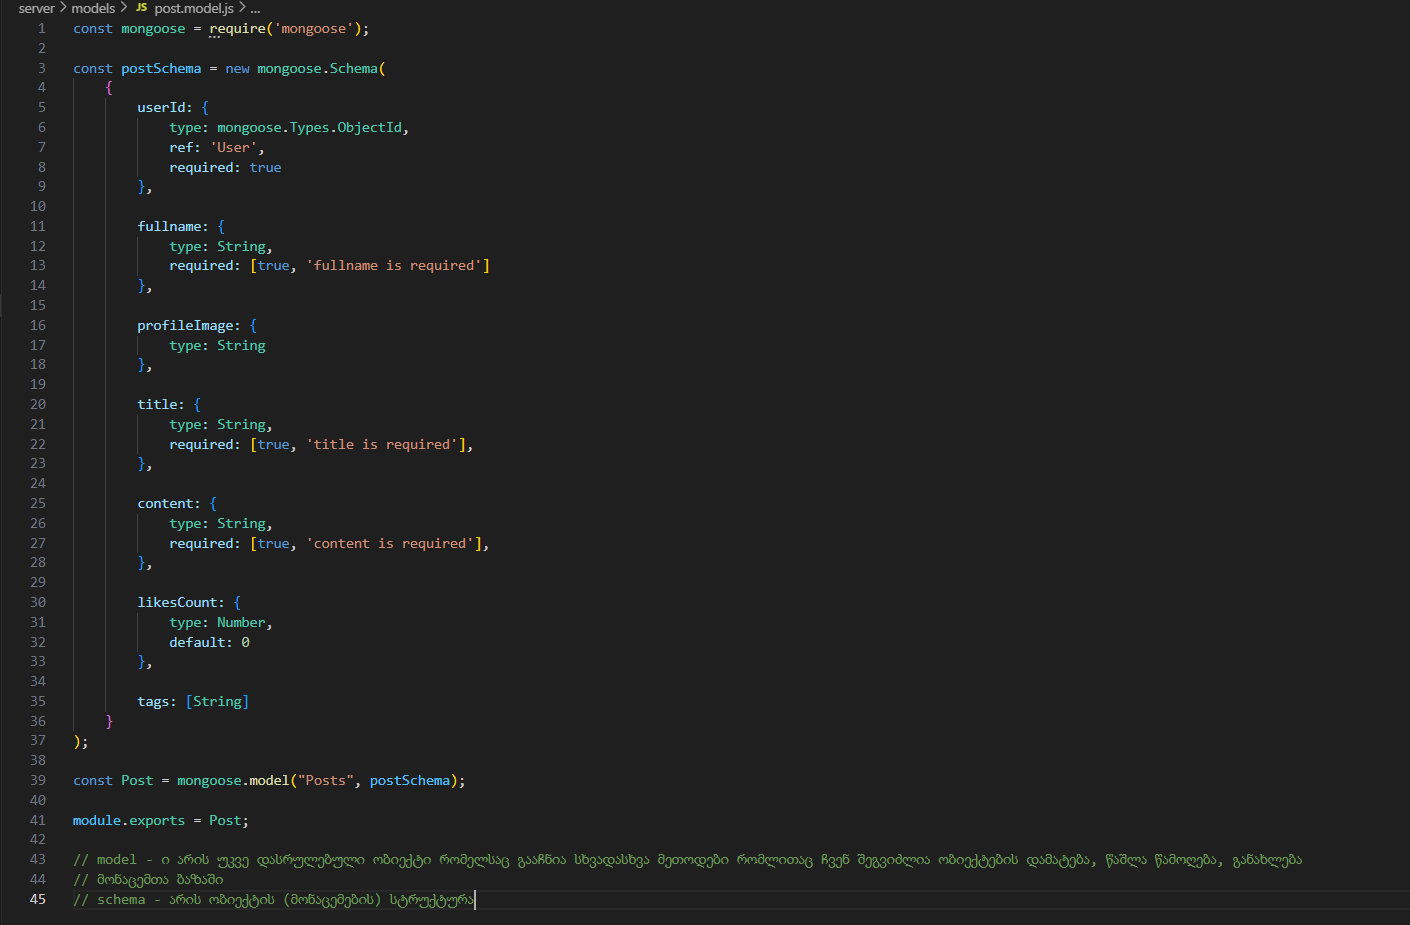 server > models > JS post.model.js > ...
1 const mongoose = require('mongoose');
2
3 const postSchema = new mongoose.Schema(
4 {
5 userId: {
6 type: mongoose.Types.ObjectId,
7 ref: 'User',
8 required: true
9 },
10
11 fullname: {
12 type: String,
13 required: [true, 'fullname is required']
14 },
15
16 profileImage: {
17 type: String
18 },
19
20 title: {
21 type: String,
22 required: [true, 'title is required'],
23 },
24
25 content: {
26 type: String,
27 required: [true, 'content is required'],
28 },
29
30 likesCount: {
31 type: Number,
32 default: 0
33 },
34
35 tags: [String]
36 }
37 );
38
39 const Post = mongoose.model("Posts", postSchema);
40
41 module.exports = Post;
42
43 // model - ი არის უკვე დასრულებული ობიექტი რომელსაც გააჩნია სხვადასხვა მეთოდები რომლითაც ჩვენ შეგვიძლია ობიექტების დამატება, წაშლა წამოღება, განახლება
44 // მონაცემთა ბაზაში
45 // schema - არის ობიექტის (მონაცემების) სტრუქტურა